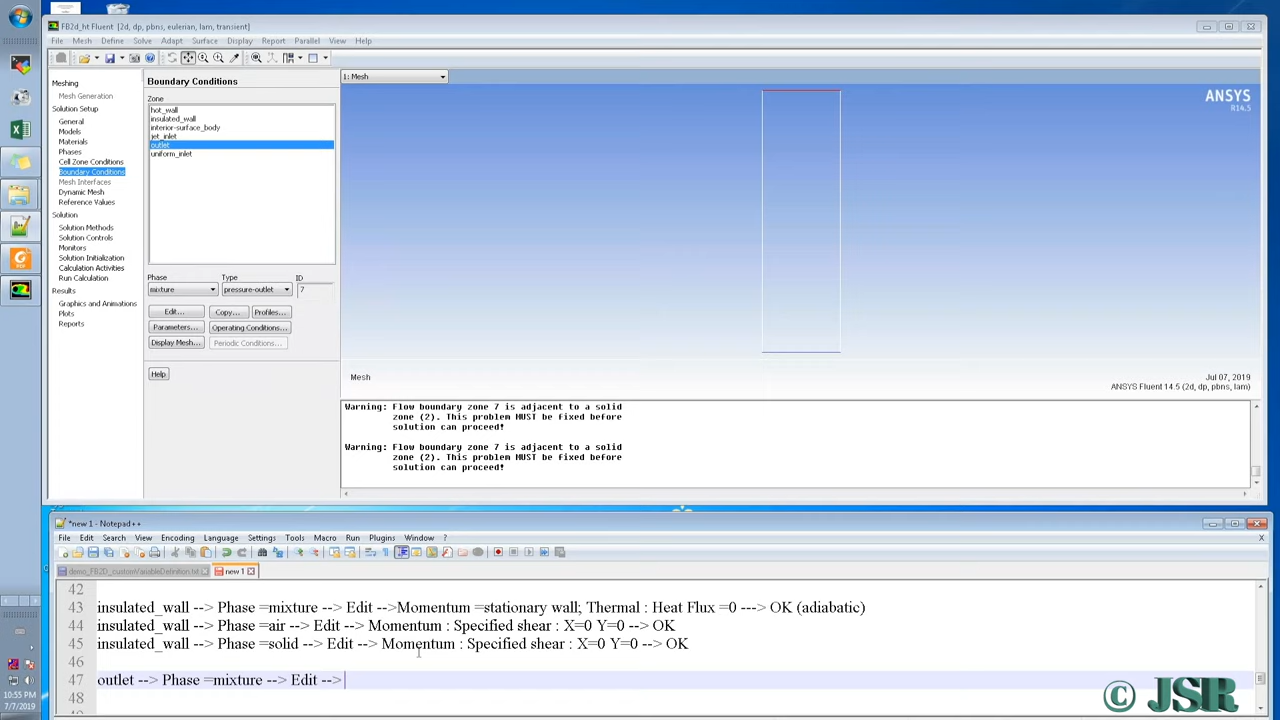 FB2d_ht Fluent [2d, dp, pbns, eulerian, lam, transient]
File Mesh Define Solve Adapt Surface Display Report Parallel View Help
Meshing
Mesh Generation
Solution Setup
General
Models
Materials
Phases
Cell Zone Conditions
Boundary Conditions
Mesh Interfaces
Dynamic Mesh
Reference Values
Solution
Solution Methods
Solution Controls
Monitors
Solution Initialization
Calculation Activities
Run Calculation
Results
Graphics and Animations
Plots
Reports
Boundary Conditions
Zone
hot_wall
insulated_wall
interior-surface_body
jet_inlet
outlet
uniform_inlet
Phase Type ID
mixture pressure-outlet 7
Edit... Copy... Profiles...
Parameters... Operating Conditions...
Display Mesh... Periodic Conditions...
Help
1: Mesh
ANSYS
R14.5
Mesh
Jul 07, 2019
ANSYS Fluent 14.5 (2d, dp, pbns, lam)
Warning: Flow boundary zone 7 is adjacent to a solid
zone (2). This problem MUST be fixed before
solution can proceed!
Warning: Flow boundary zone 7 is adjacent to a solid
zone (2). This problem MUST be fixed before
solution can proceed!
*new 1 - Notepad++
File Edit Search View Encoding Language Settings Tools Macro Run Plugins Window ?
X
demo_FB2D_customVariableDefinition.txt new 1
42
43 insulated_wall --> Phase =mixture --> Edit -->Momentum =stationary wall; Thermal : Heat Flux =0 ---> OK (adiabatic)
44 insulated_wall --> Phase =air --> Edit --> Momentum : Specified shear : X=0 Y=0 --> OK
45 insulated_wall --> Phase =solid --> Edit --> Momentum : Specified shear : X=0 Y=0 --> OK
46
47 outlet --> Phase =mixture --> Edit -->
48
10:55 PM
7/7/2019
© JSR